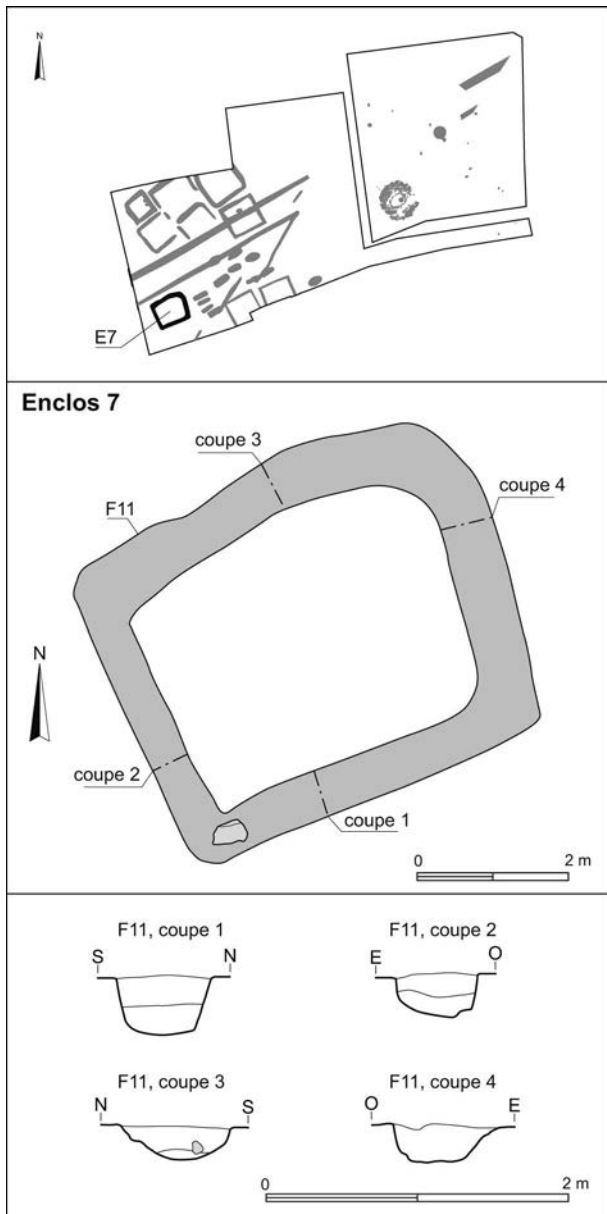 N
E7
Enclos 7
coupe 3
coupe 4
F11
N
coupe 2
coupe 1
0 2 m
F11, coupe 1
S N
F11, coupe 2
E O
F11, coupe 3
N S
F11, coupe 4
O E
0 2 m